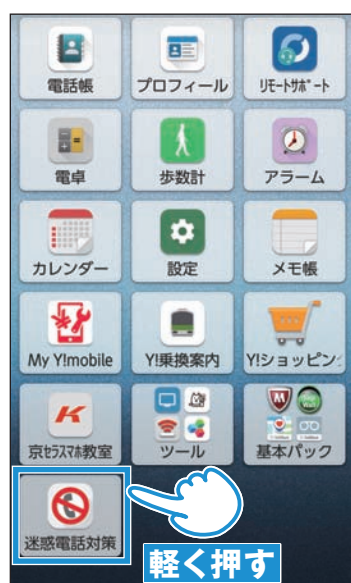 電話帳
プロフィール
リモートサポート
電卓
歩数計
アラーム
カレンダー
設定
メモ帳
My Y!mobile
Y!乗換案内
Y!ショッピン
京セラスマホ教室
ツール
基本パック
迷惑電話対策
軽く押す